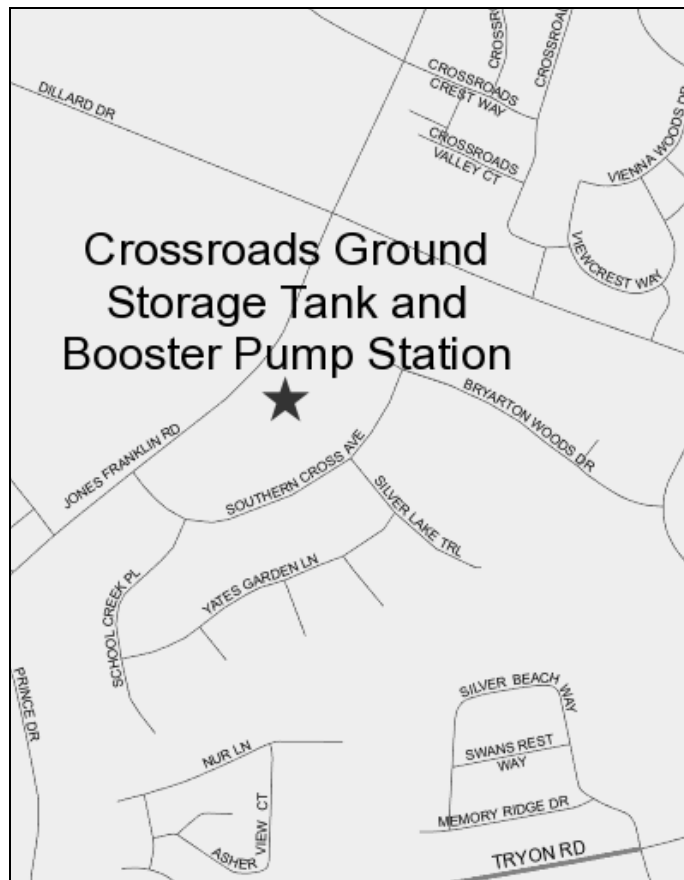 CROSSROAD
CROSSROAD
CROSSROADS
CREST WAY
DILLARD DR
CROSSROADS
VALLEY CT
VIENNA WOODS DR
VIEWCREST WAY
Crossroads Ground
Storage Tank and
Booster Pump Station
BRYARTON WOODS DR
JONES FRANKLIN RD
SOUTHERN CROSS AVE
SILVER LAKE TRL
YATES GARDEN LN
SCHOOL CREEK PL
PRINCE DR
SILVER BEACH WAY
NUR LN
SWANS REST
WAY
VIEW CT
ASHER
MEMORY RIDGE DR
TRYON RD